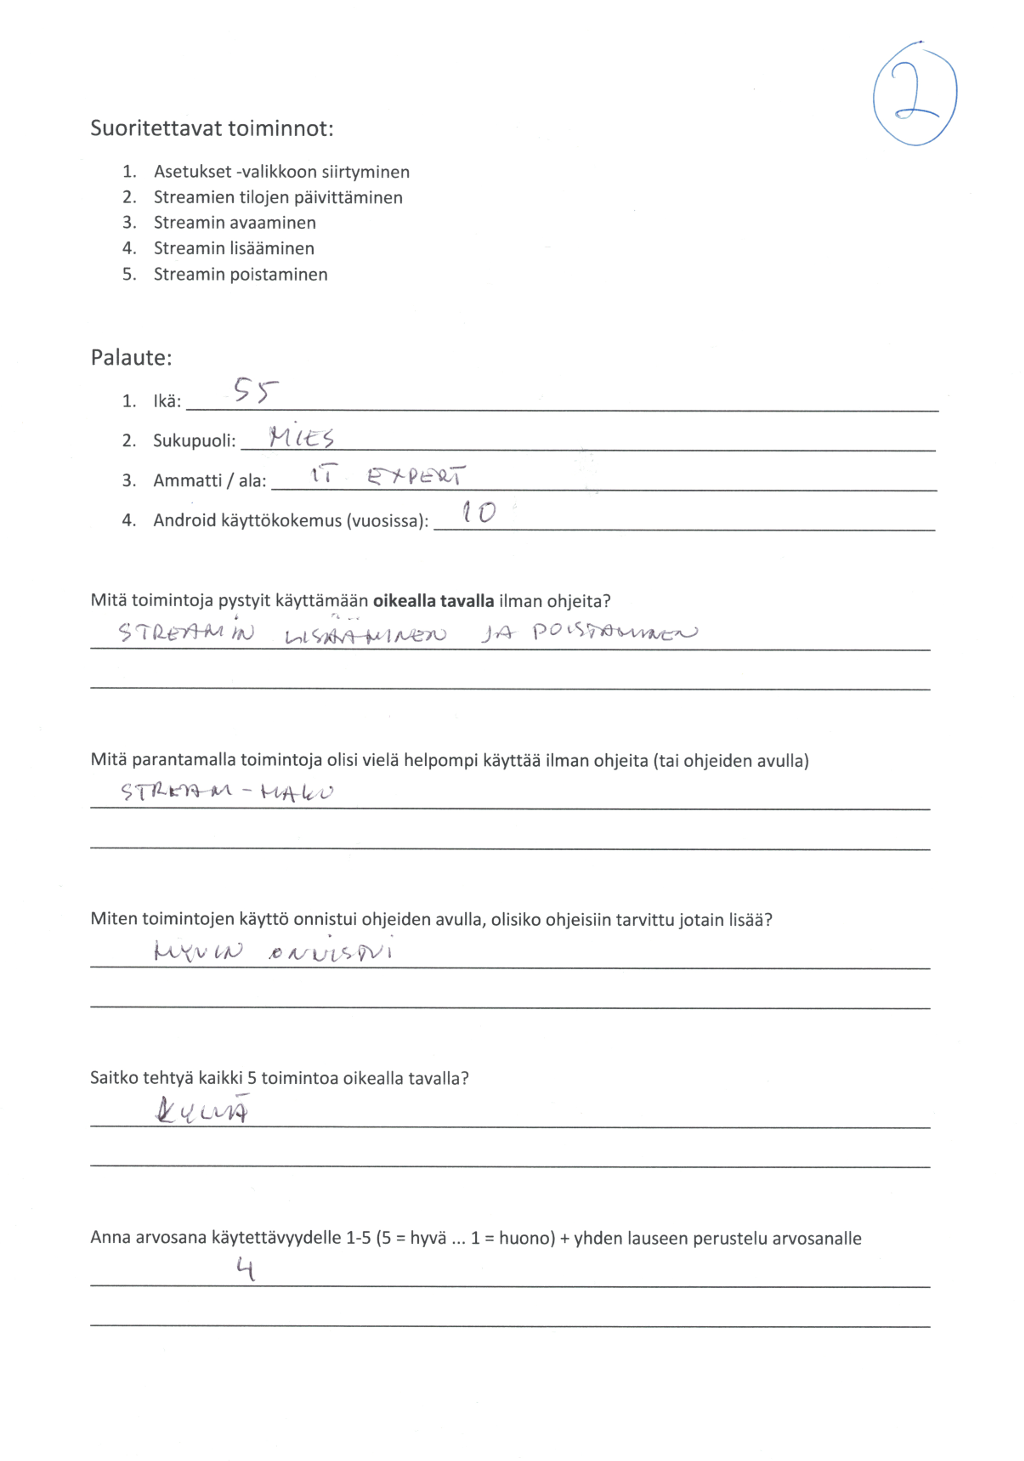 2
Suoritettavat toiminnot:
1. Asetukset -valikkoon siirtyminen
2. Streamien tilojen päivittäminen
3. Streamin avaaminen
4. Streamin lisääminen
5. Streamin poistaminen
Palaute:
1. Ikä: 55
2. Sukupuoli: MIES
3. Ammatti / ala: IT EXPERT
4. Android käyttökokemus (vuosissa): 10
Mitä toimintoja pystyit käyttämään oikealla tavalla ilman ohjeita?
STREAMIN LISÄÄMINEN JA POISTAMINEN
Mitä parantamalla toimintoja olisi vielä helpompi käyttää ilman ohjeita (tai ohjeiden avulla)
STREAM-HAKU
Miten toimintojen käyttö onnistui ohjeiden avulla, olisiko ohjeisiin tarvittu jotain lisää?
HYVIN ONNISTUI
Saitko tehtyä kaikki 5 toimintoa oikealla tavalla?
KYLLÄ
Anna arvosana käytettävyydelle 1-5 (5 = hyvä ... 1 = huono) + yhden lauseen perustelu arvosanalle
4